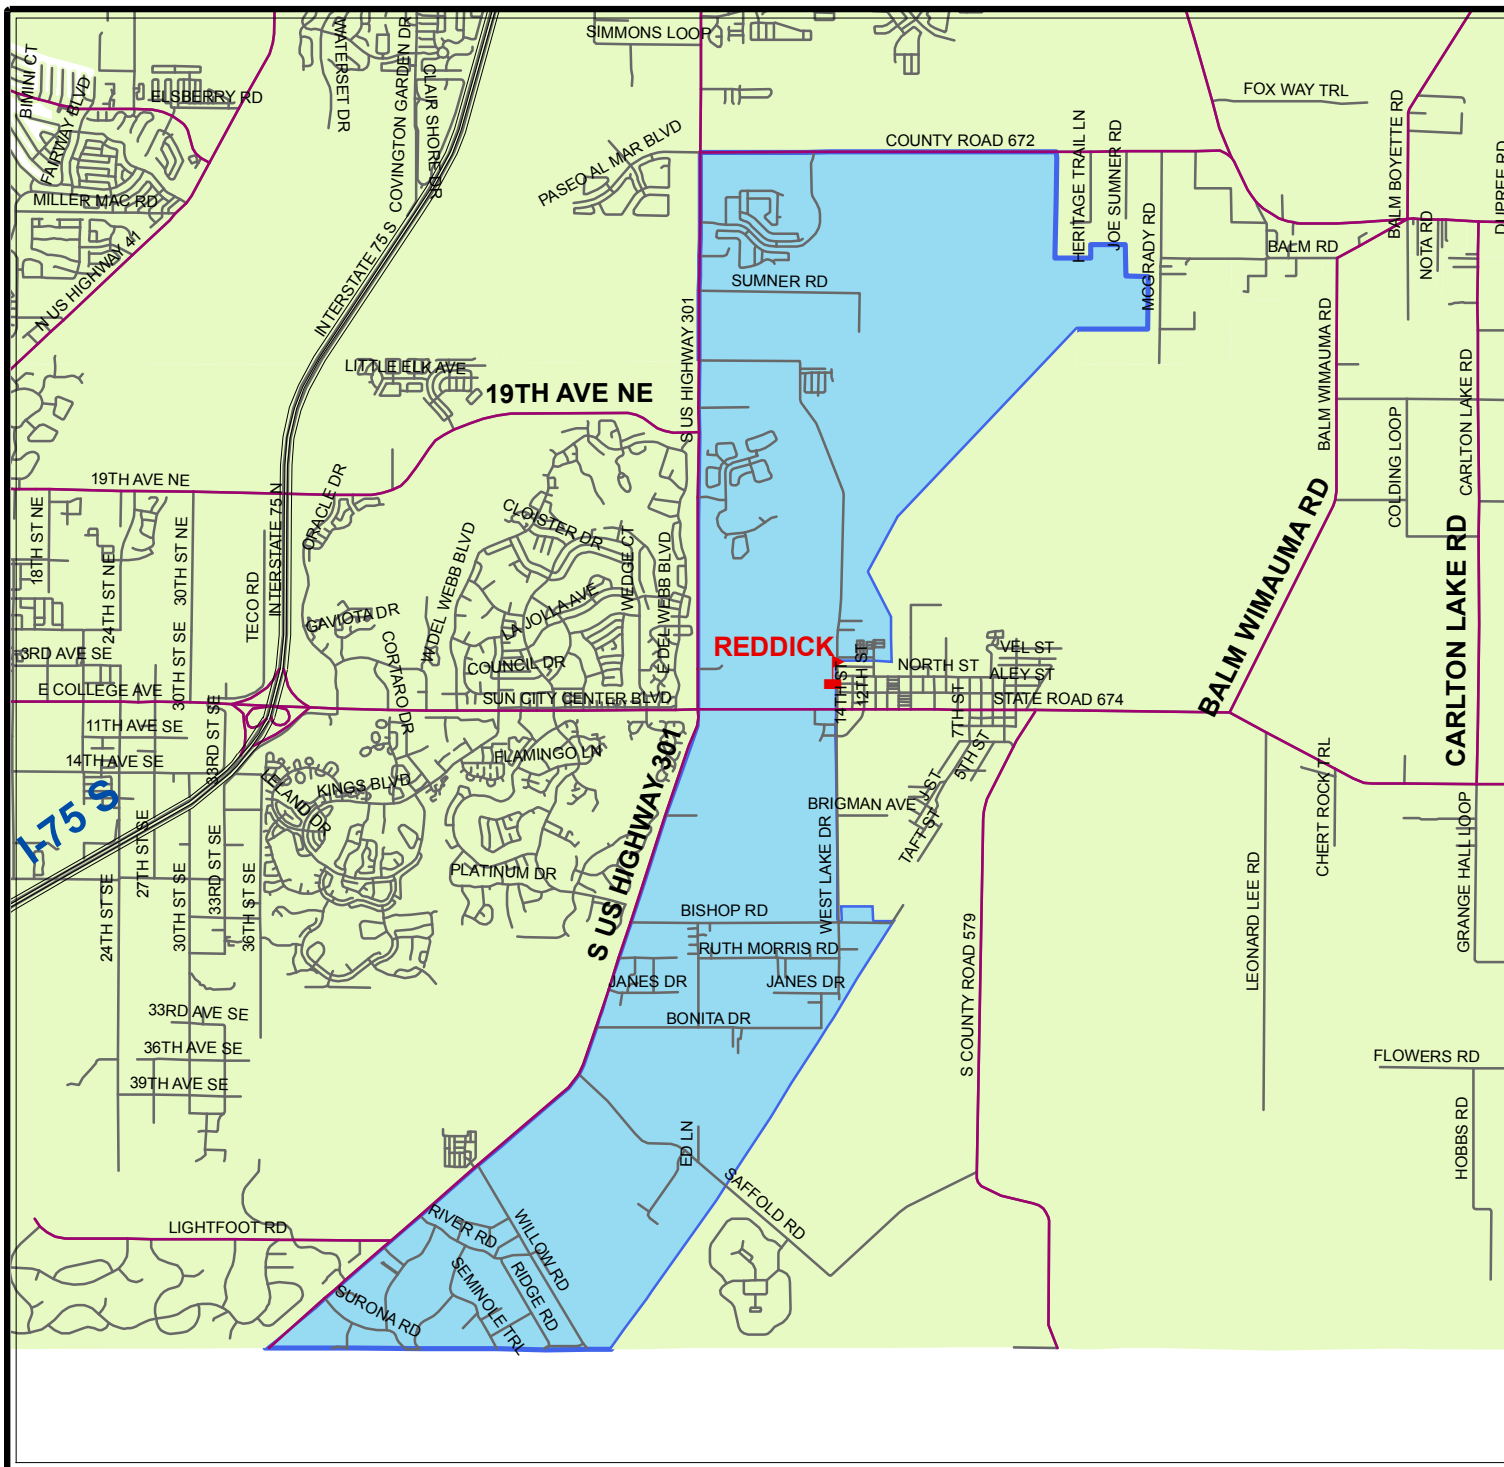 BIMINI CT
WATERSET DR
COVINGTON GARDEN DR
CLAIR SHORE DR
SIMMONS LOOP
FOX WAY TRL
BALM BOYETTE RD
ELSBERRY RD
FAIRWAY BLVD
COUNTY ROAD 672
HERITAGE TRAIL LN
JOE SUMNER RD
DUPREE RD
PASEO AL MAR BLVD
MILLER MAC RD
MCGRADY RD
NOTA RD
BALM RD
N US HIGHWAY 41
INTERSTATE 75 S
SUMNER RD
S US HIGHWAY 301
BALM WIMAUMA RD
LITTLE ELK AVE
19TH AVE NE
COLDING LOOP
CARLTON LAKE RD
19TH AVE NE
ORACLE DR
INTERSTATE 75 N
CLOISTER DR
18TH ST NE
24TH ST NE
30TH ST NE
TECO RD
W DEL WEBB BLVD
WEDGE CT
E DEL WEBB BLVD
BALM WIMAUMA RD
CARLTON LAKE RD
GAVIOTA DR
LA JOLLA AVE
REDDICK
3RD AVE SE
30TH ST SE
CORTARO DR
COUNCIL DR
14TH ST
12TH ST
NORTH ST
VEL ST
ALEY ST
E COLLEGE AVE
SUN CITY CENTER BLVD
STATE ROAD 674
11TH AVE SE
33RD ST SE
7TH ST
5TH ST
14TH AVE SE
FLAMINGO LN
S US HIGHWAY 301
LELAND DR
KINGS BLVD
I-75 S
BRIGMAN AVE
J ST
TAFT ST
CHERT ROCK TRL
27TH ST SE
33RD ST SE
PLATINUM DR
WEST LAKE DR
GRANGE HALL LOOP
LEONARD LEE RD
24TH ST SE
30TH ST SE
36TH ST SE
BISHOP RD
RUTH MORRIS RD
JANES DR
JANES DR
S COUNTY ROAD 579
33RD AVE SE
BONITA DR
36TH AVE SE
FLOWERS RD
39TH AVE SE
ED LN
HOBBS RD
SAFFOLD RD
LIGHTFOOT RD
RIVER RD
WILLOW RD
SEMINOLE TRL
RIDGE RD
SURONA RD